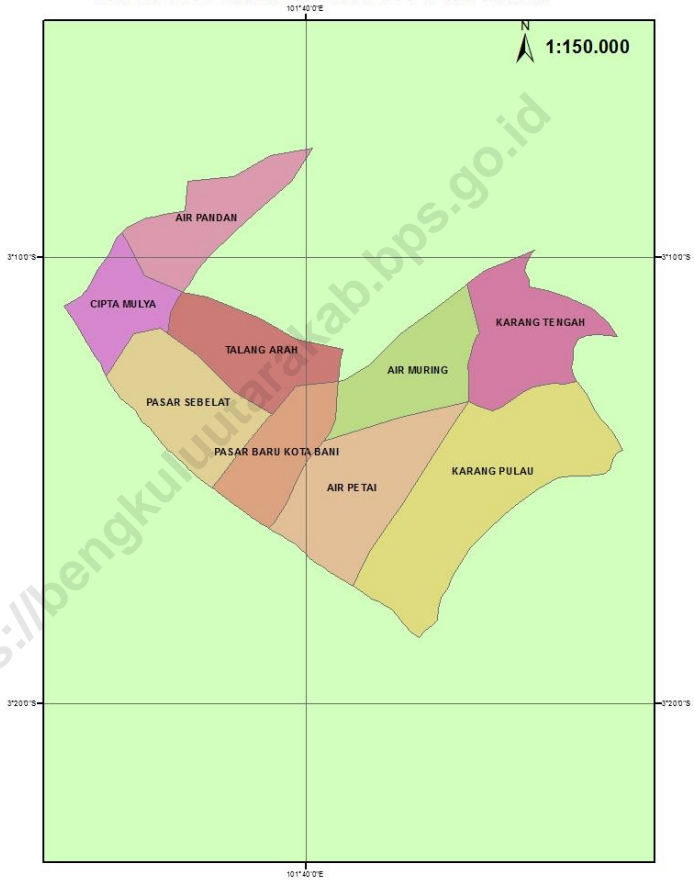 101°40'0"E
N
1:150.000
AIR PANDAN
3°10'0"S
3°10'0"S
CIPTA MULYA
KARANG TENGAH
TALANG ARAH
AIR MURING
PASAR SEBELAT
PASAR BARU KOTA BANI
KARANG PULAU
AIR PETAI
s://bengkuluutarakab.bps.go.id
3°20'0"S
3°20'0"S
101°40'0"E